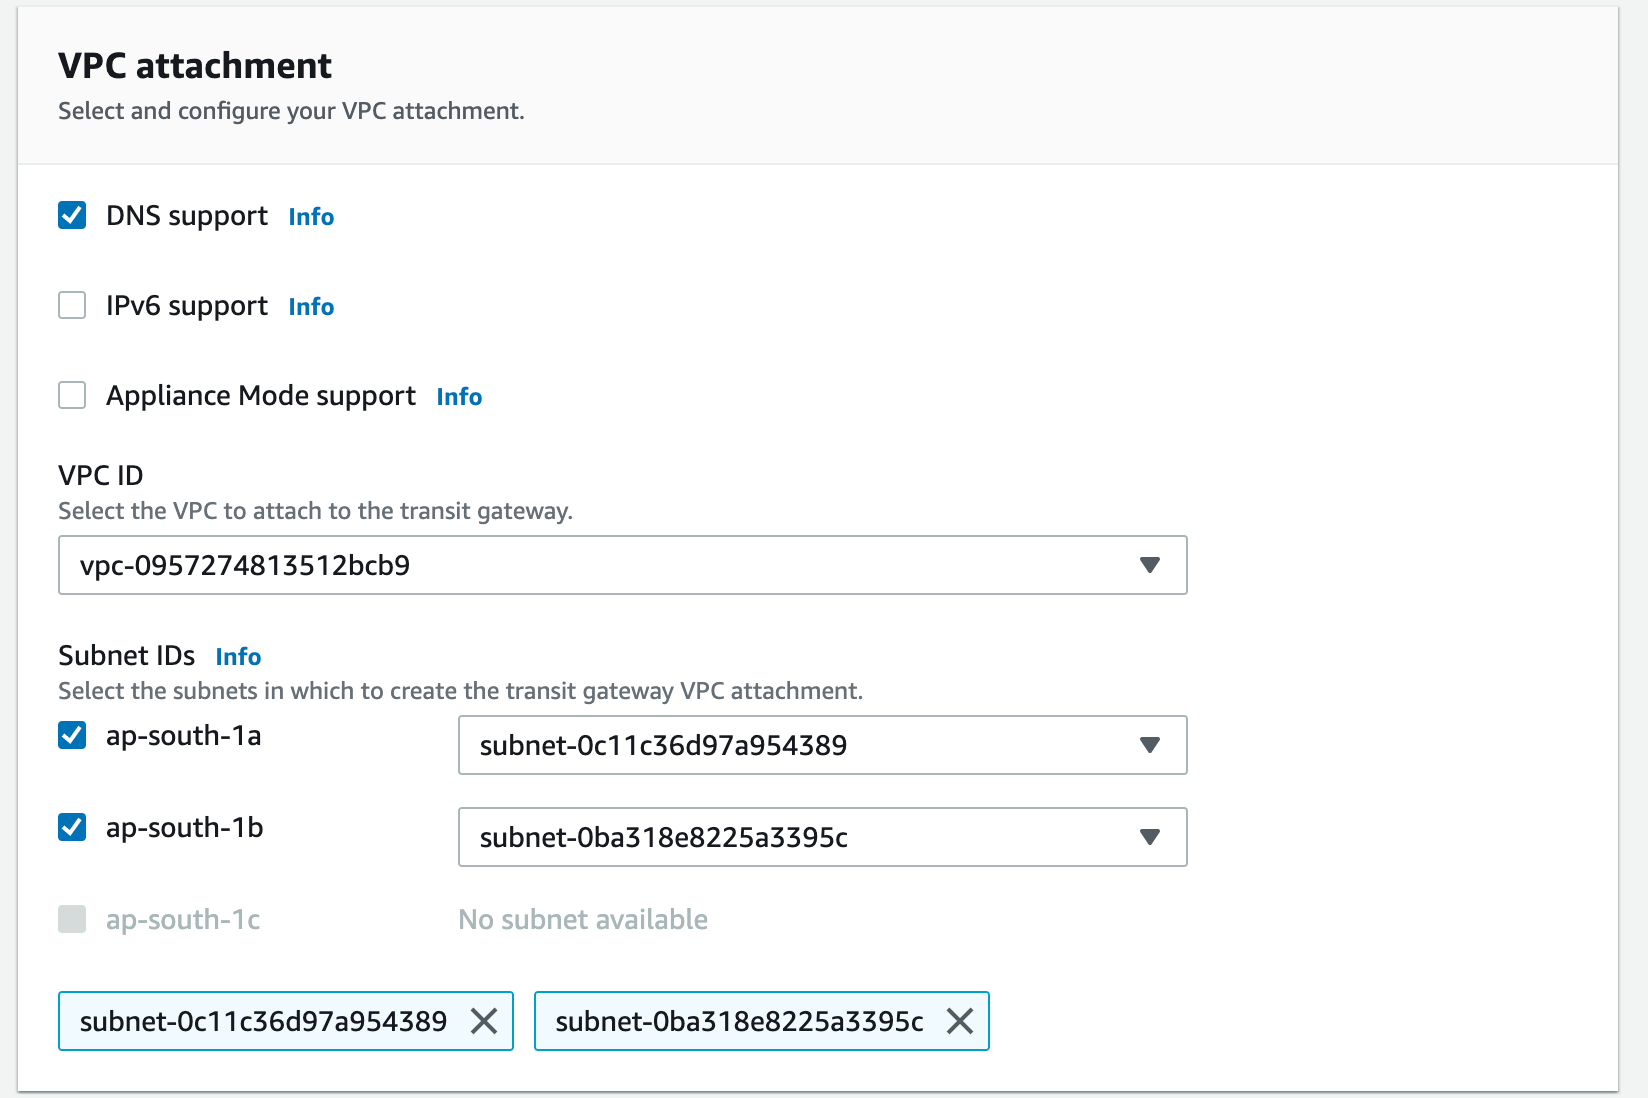 VPC attachment
Select and configure your VPC attachment.
DNS support Info
IPv6 support Info
Appliance Mode support Info
VPC ID
Select the VPC to attach to the transit gateway.
vpc-0957274813512bcb9
Subnet IDs Info
Select the subnets in which to create the transit gateway VPC attachment.
ap-south-1a subnet-0c11c36d97a954389
ap-south-1b subnet-0ba318e8225a3395c
ap-south-1c No subnet available
subnet-0c11c36d97a954389 subnet-0ba318e8225a3395c